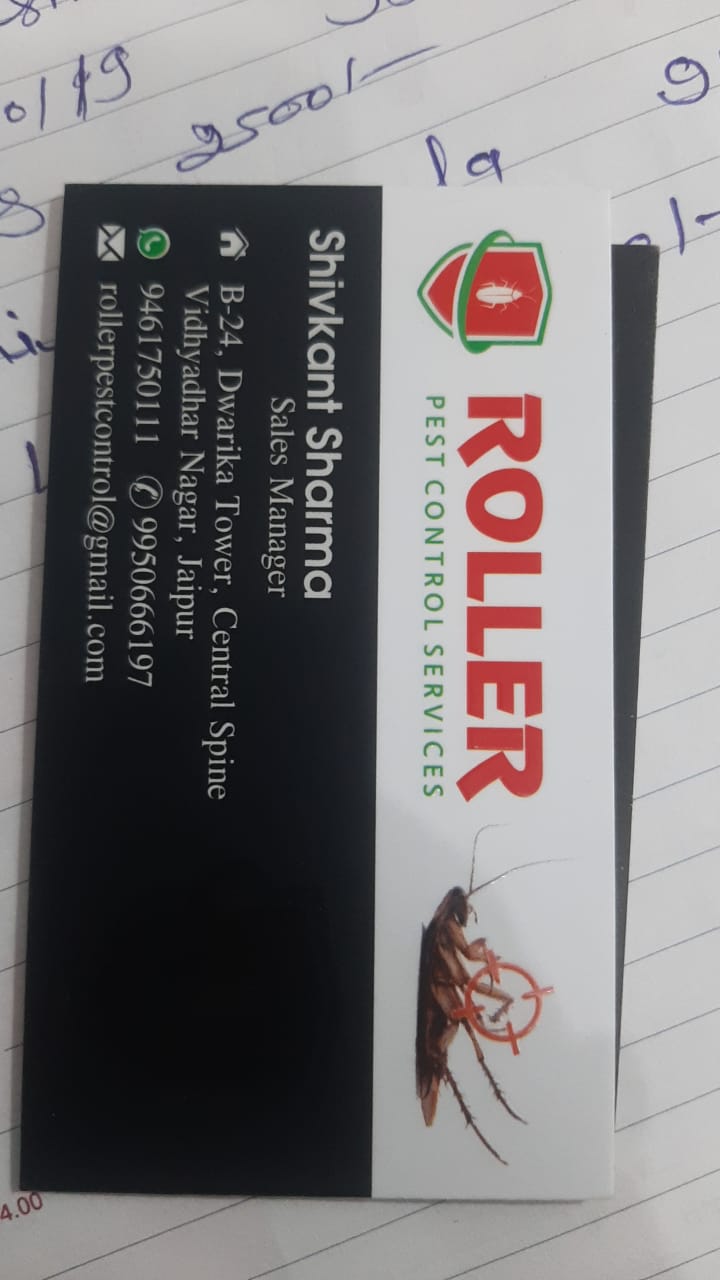 ROLLER
PEST CONTROL SERVICES
Shivkant Sharma
Sales Manager
B-24, Dwarika Tower, Central Spine
Vidhyadhar Nagar, Jaipur
9461750111 9950666197
rollerpestcontrol@gmail.com
25001-
4.00